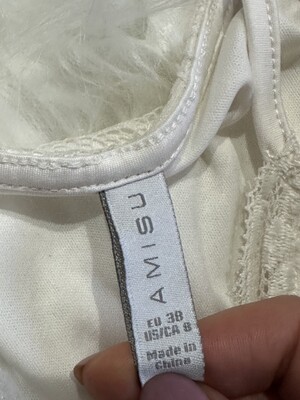 AMISU
EU 38
US/CA 8
Made in
China